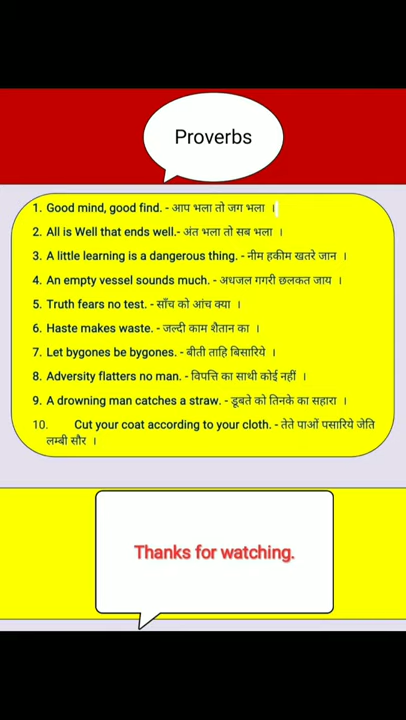 Proverbs
1. Good mind, good find. - आप भला तो जग भला ।
2. All is Well that ends well.- अंत भला तो सब भला ।
3. A little learning is a dangerous thing. - नीम हकीम खतरे जान ।
4. An empty vessel sounds much. - अधजल गगरी छलकत जाय ।
5. Truth fears no test. - साँच को आंच क्या ।
6. Haste makes waste. - जल्दी काम शैतान का ।
7. Let bygones be bygones. - बीती ताहि बिसारिये ।
8. Adversity flatters no man. - विपत्ति का साथी कोई नहीं ।
9. A drowning man catches a straw. - डूबते को तिनके का सहारा ।
10. Cut your coat according to your cloth. - तेते पाओं पसारिये जेति
लम्बी सौर ।
Thanks for watching.